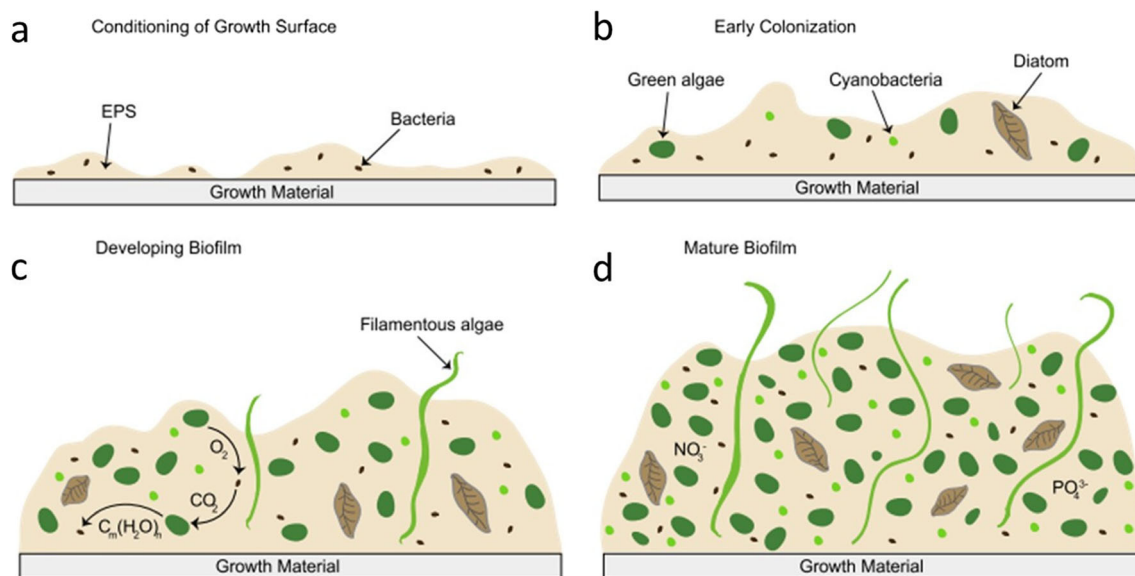 a
Conditioning of Growth Surface
EPS
Bacteria
Growth Material
b
Early Colonization
Green algae
Cyanobacteria
Diatom
Growth Material
c
Developing Biofilm
Filamentous algae
O₂
CO₂
Cₘ(H₂O)ₙ
Growth Material
d
Mature Biofilm
NO₃⁻
PO₄³⁻
Growth Material